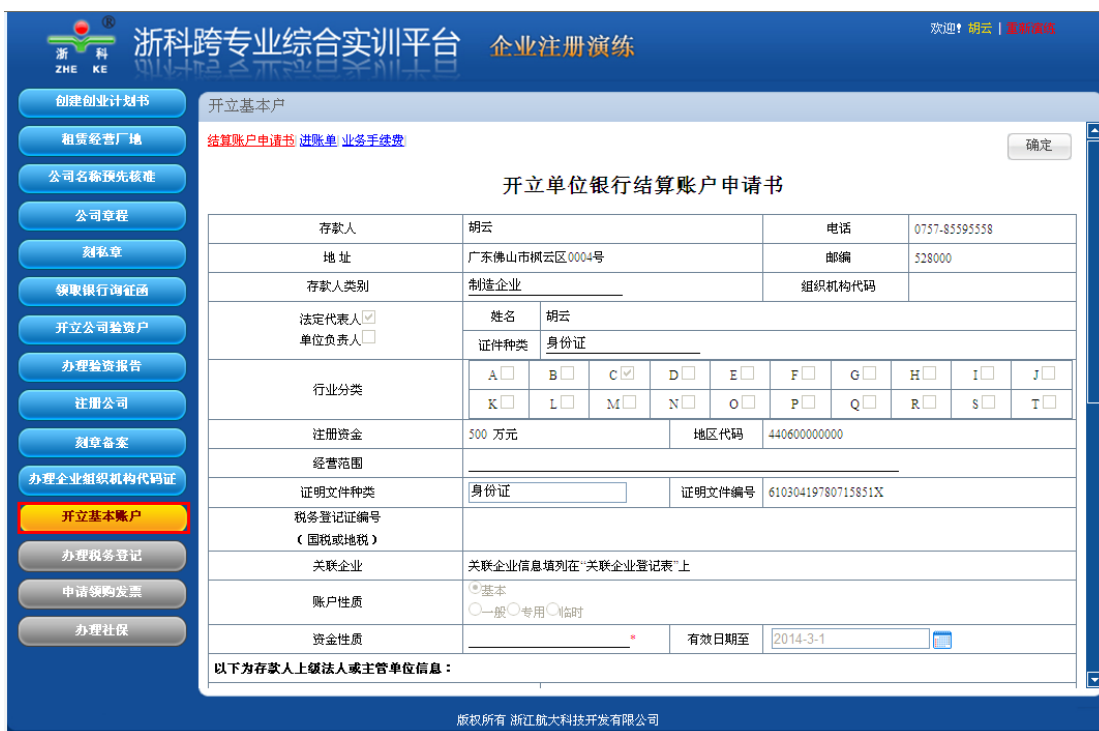 浙 科
ZHE KE
®
浙科跨专业综合实训平台 企业注册演练
欢迎! 胡云 | 重新演练
创建创业计划书
租赁经营厂地
公司名称预先核准
公司章程
刻私章
领取银行询征函
开立公司验资户
办理验资报告
注册公司
刻章备案
办理企业组织机构代码证
开立基本账户
办理税务登记
申请领购发票
办理社保
开立基本户
结算账户申请书| 进账单| 业务手续费|
确定
开立单位银行结算账户申请书
存款人 胡云 电话 0757-85595558
地 址 广东佛山市枫云区0004号 邮编 528000
存款人类别 制造企业 组织机构代码
法定代表人
单位负责人
姓名 胡云
证件种类 身份证
行业分类
A B C D E F G H I J
K L M N O P Q R S T
注册资金 500 万元 地区代码 440600000000
经营范围
证明文件种类 身份证 证明文件编号 61030419780715851X
税务登记证编号
(国税或地税)
关联企业 关联企业信息填列在“关联企业登记表”上
账户性质
基本
一般 专用 临时
资金性质 * 有效日期至 2014-3-1
以下为存款人上级法人或主管单位信息:
版权所有 浙江航大科技开发有限公司